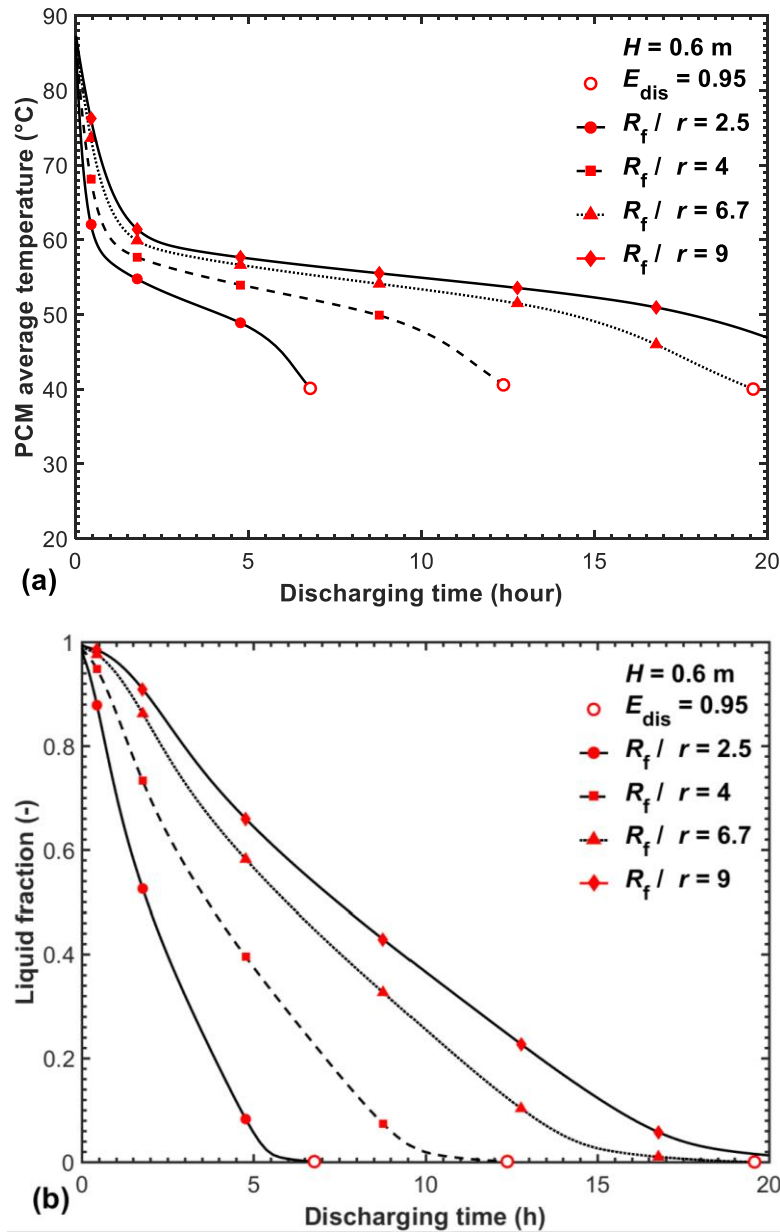 90
80
70
60
50
40
30
20
PCM average temperature (°C)
H = 0.6 m
E_dis = 0.95
R_f / r = 2.5
R_f / r = 4
R_f / r = 6.7
R_f / r = 9
0 5 10 15 20
Discharging time (hour)
(a)
1
0.8
0.6
0.4
0.2
0
Liquid fraction (-)
H = 0.6 m
E_dis = 0.95
R_f / r = 2.5
R_f / r = 4
R_f / r = 6.7
R_f / r = 9
0 5 10 15 20
Discharging time (h)
(b)